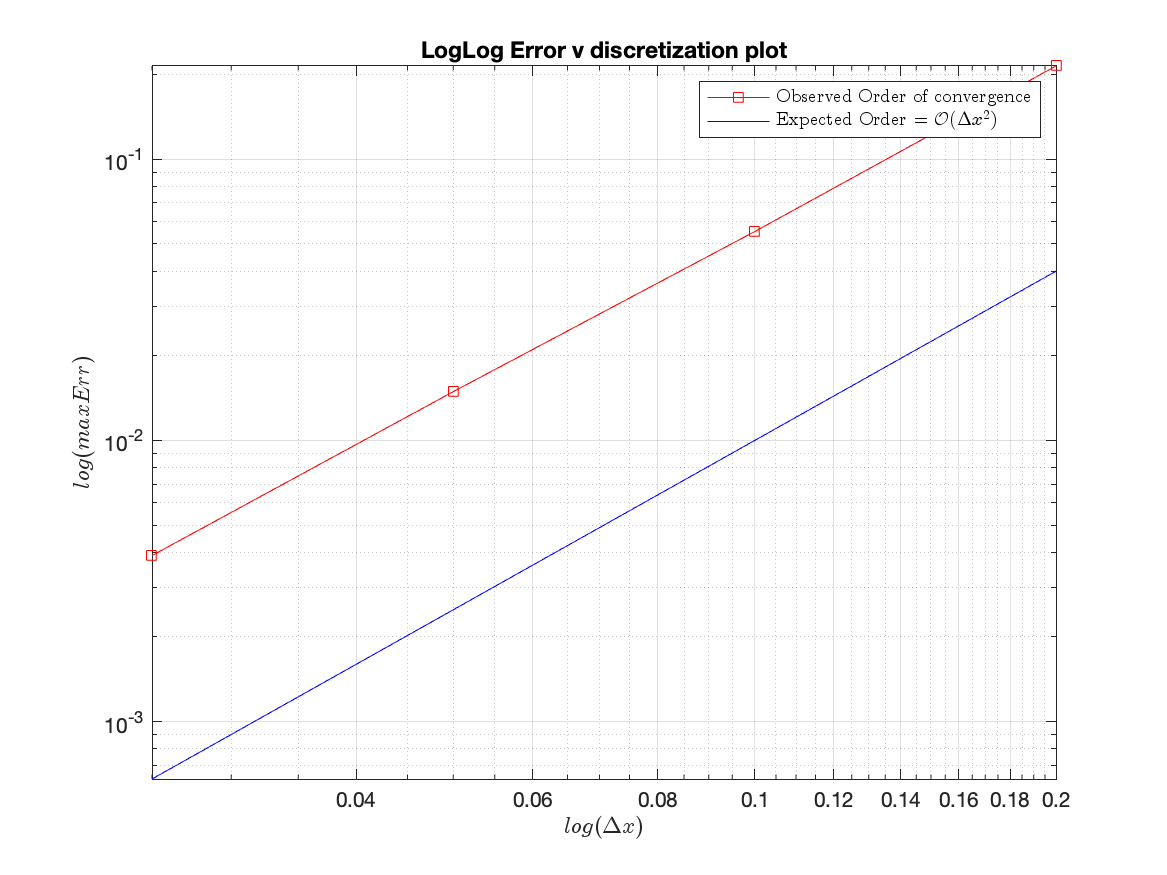 LogLog Error v discretization plot
Observed Order of convergence
Expected Order = 𝒪(Δx²)
10⁻¹
10⁻²
10⁻³
log(maxErr)
0.04 0.06 0.08 0.1 0.12 0.14 0.16 0.18 0.2
log(Δx)